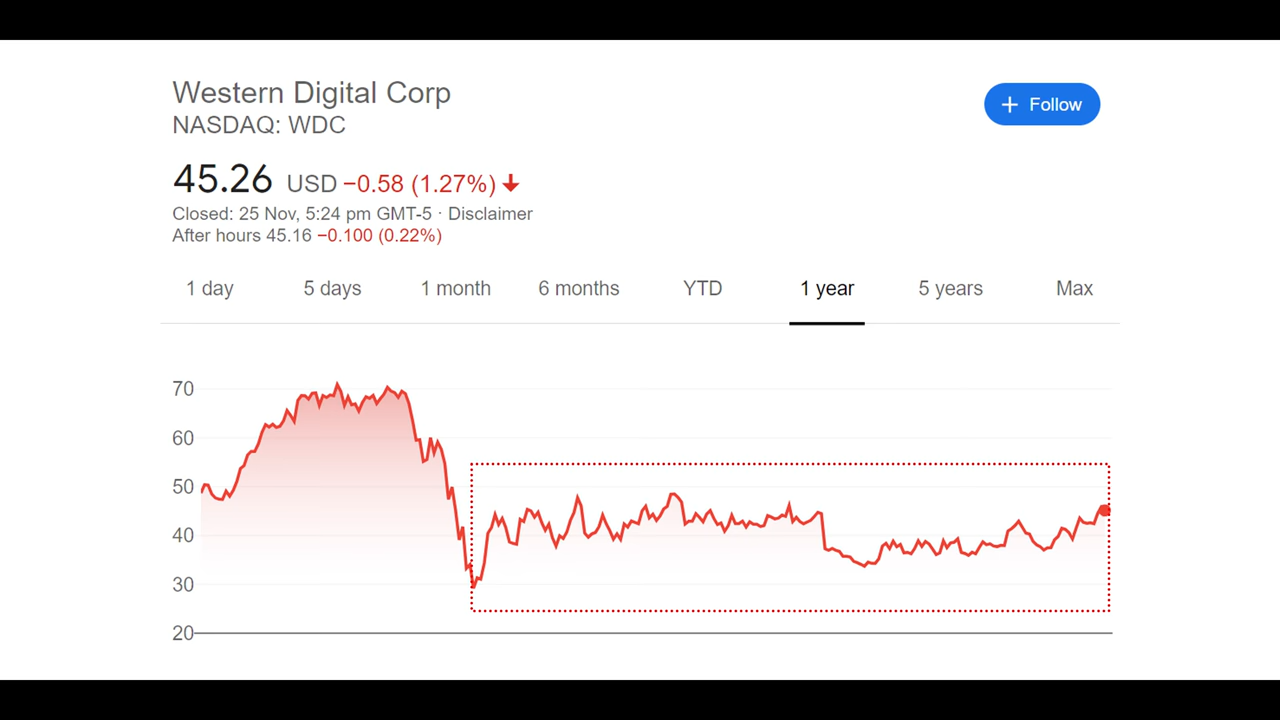 Western Digital Corp
NASDAQ: WDC
+ Follow
45.26 USD −0.58 (1.27%)
Closed: 25 Nov, 5:24 pm GMT-5 · Disclaimer
After hours 45.16 −0.100 (0.22%)
1 day 5 days 1 month 6 months YTD 1 year 5 years Max
70
60
50
40
30
20